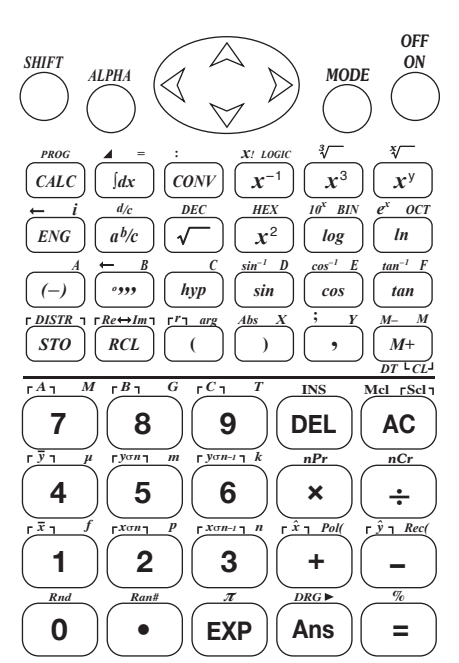 OFF
SHIFT ALPHA MODE ON
PROG ◢ = : x! LOGIC ³√ ˣ√
CALC ∫dx CONV x⁻¹ x³ xʸ
← i d/c DEC HEX 10ˣ BIN eˣ OCT
ENG ab/c √ x² log ln
A ← B C sin⁻¹ D cos⁻¹ E tan⁻¹ F
(−) °,,, hyp sin cos tan
┌ DISTR ┐ ┌ Re↔Im ┐ ┌ r ┐ arg Abs X ; Y M– M
STO RCL ( ) , M+
DT └ CL ┘
┌ A ┐ M ┌ B ┐ G ┌ C ┐ T INS Mcl ┌ Scl ┐
7 8 9 DEL AC
┌ ȳ ┐ μ ┌ yσn ┐ m ┌ yσn-1 ┐ k nPr nCr
4 5 6 × ÷
┌ x̄ ┐ f ┌ xσn ┐ p ┌ xσn-1 ┐ n ┌ x̂ ┐ Pol( ┌ ŷ ┐ Rec(
1 2 3 + −
Rnd Ran# π DRG► %
0 • EXP Ans =